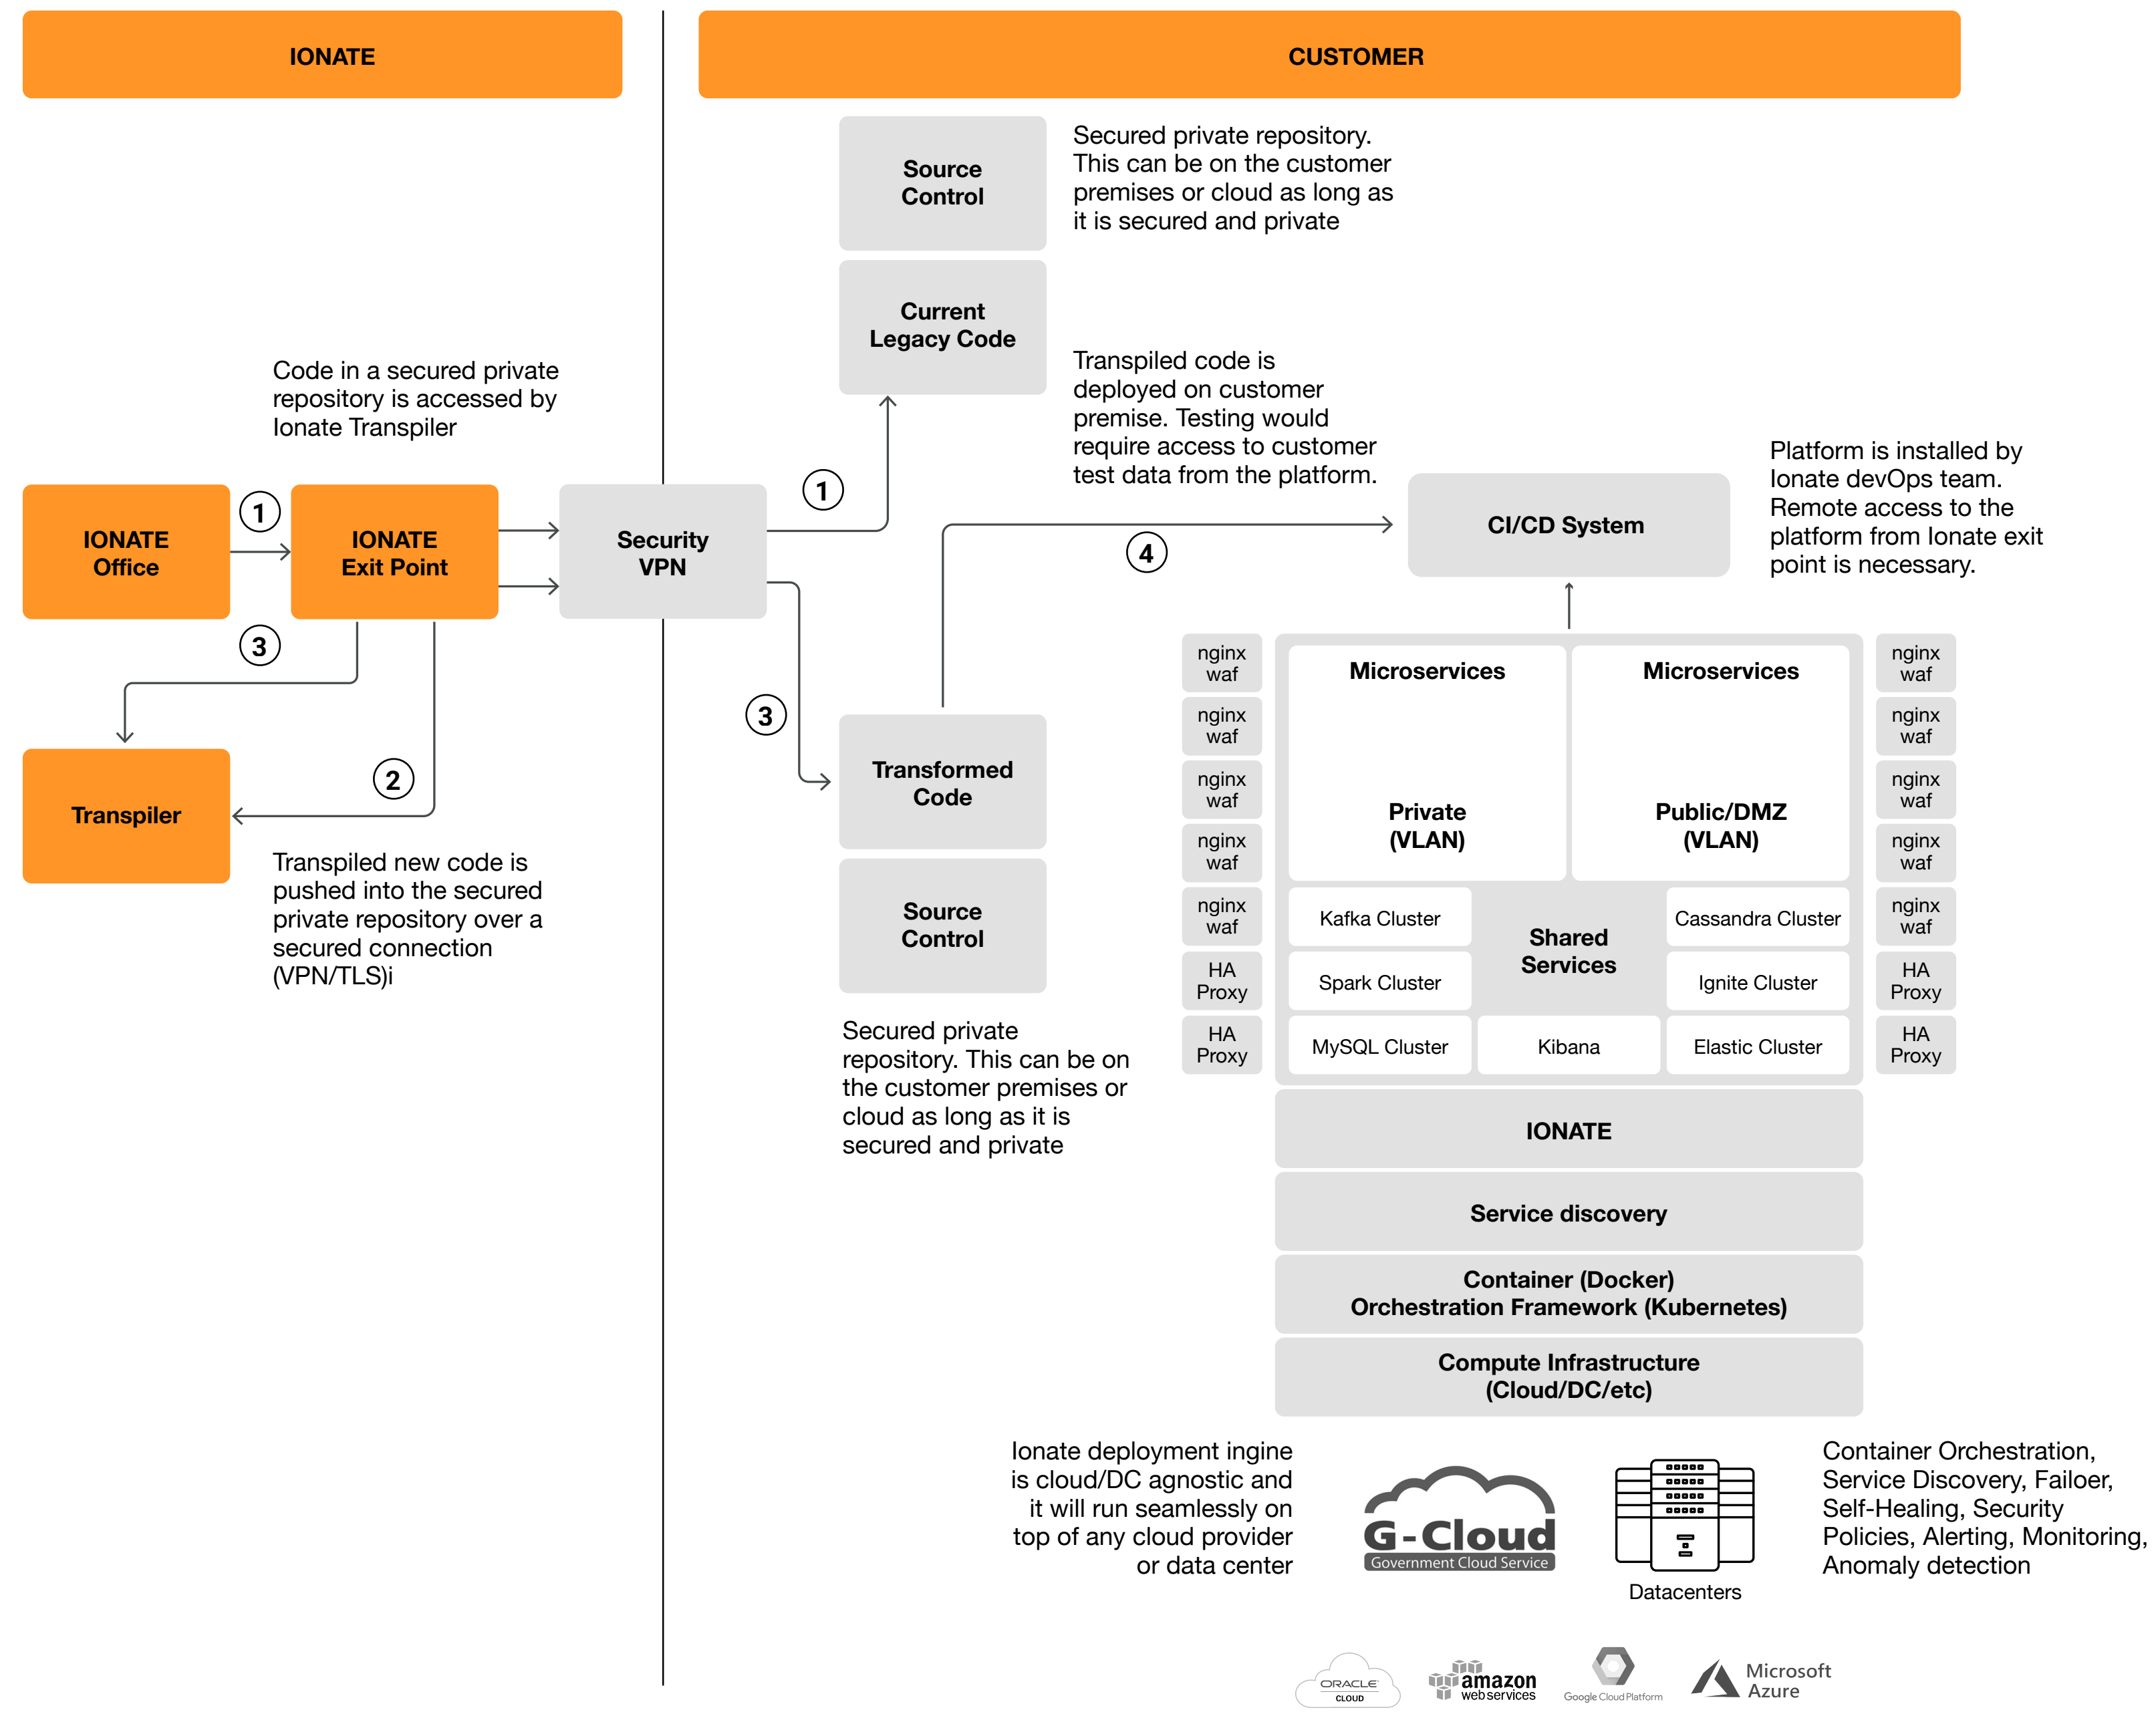 IONATE
CUSTOMER
Source
Control
Secured private repository.
This can be on the customer
premises or cloud as long as
it is secured and private
Current
Legacy Code
Code in a secured private
repository is accessed by
Ionate Transpiler
Transpiled code is
deployed on customer
premise. Testing would
require access to customer
test data from the platform.
Platform is installed by
Ionate devOps team.
Remote access to the
platform from Ionate exit
point is necessary.
IONATE
Office
1
IONATE
Exit Point
Security
VPN
1
4
CI/CD System
3
3
2
Transpiler
Transpiled new code is
pushed into the secured
private repository over a
secured connection
(VPN/TLS)i
Transformed
Code
Source
Control
Secured private
repository. This can be on
the customer premises or
cloud as long as it is
secured and private
nginx
waf
nginx
waf
nginx
waf
nginx
waf
nginx
waf
HA
Proxy
HA
Proxy
Microservices
Private
(VLAN)
Microservices
Public/DMZ
(VLAN)
Kafka Cluster
Spark Cluster
MySQL Cluster
Shared
Services
Kibana
Cassandra Cluster
Ignite Cluster
Elastic Cluster
nginx
waf
nginx
waf
nginx
waf
nginx
waf
nginx
waf
HA
Proxy
HA
Proxy
IONATE
Service discovery
Container (Docker)
Orchestration Framework (Kubernetes)
Compute Infrastructure
(Cloud/DC/etc)
Ionate deployment ingine
is cloud/DC agnostic and
it will run seamlessly on
top of any cloud provider
or data center
G-Cloud
Government Cloud Service
Datacenters
Container Orchestration,
Service Discovery, Failoer,
Self-Healing, Security
Policies, Alerting, Monitoring,
Anomaly detection
ORACLE
CLOUD
amazon
webservices
Google Cloud Platform
Microsoft
Azure